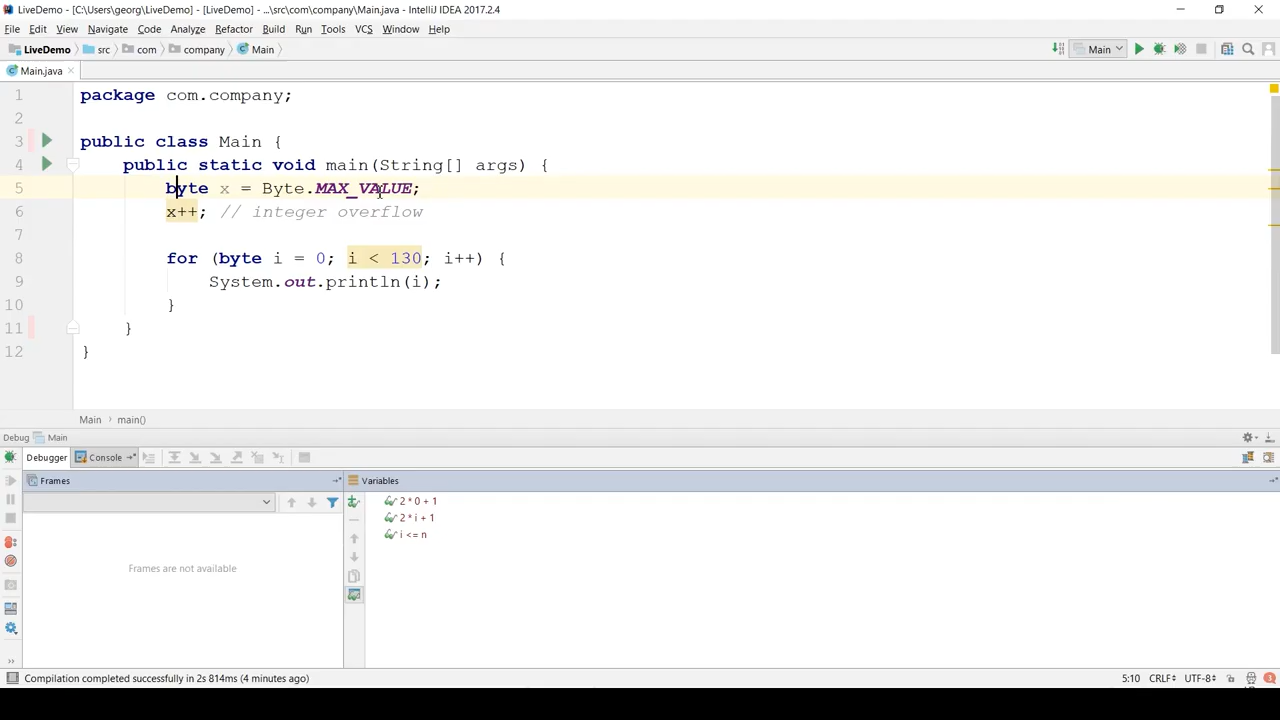 LiveDemo - [C:\Users\georg\LiveDemo] - [LiveDemo] - ...\src\com\company\Main.java - IntelliJ IDEA 2017.2.4
File Edit View Navigate Code Analyze Refactor Build Run Tools VCS Window Help
LiveDemo src com company Main Main
Main.java
1 package com.company;
2
3 public class Main {
4 public static void main(String[] args) {
5 byte x = Byte.MAX_VALUE;
6 x++; // integer overflow
7
8 for (byte i = 0; i < 130; i++) {
9 System.out.println(i);
10 }
11 }
12 }
Main main()
Debug Main
Debugger Console
Frames Variables
2 * 0 + 1
2 * i + 1
i <= n
Frames are not available
Compilation completed successfully in 2s 814ms (4 minutes ago) 5:10 CRLF UTF-8